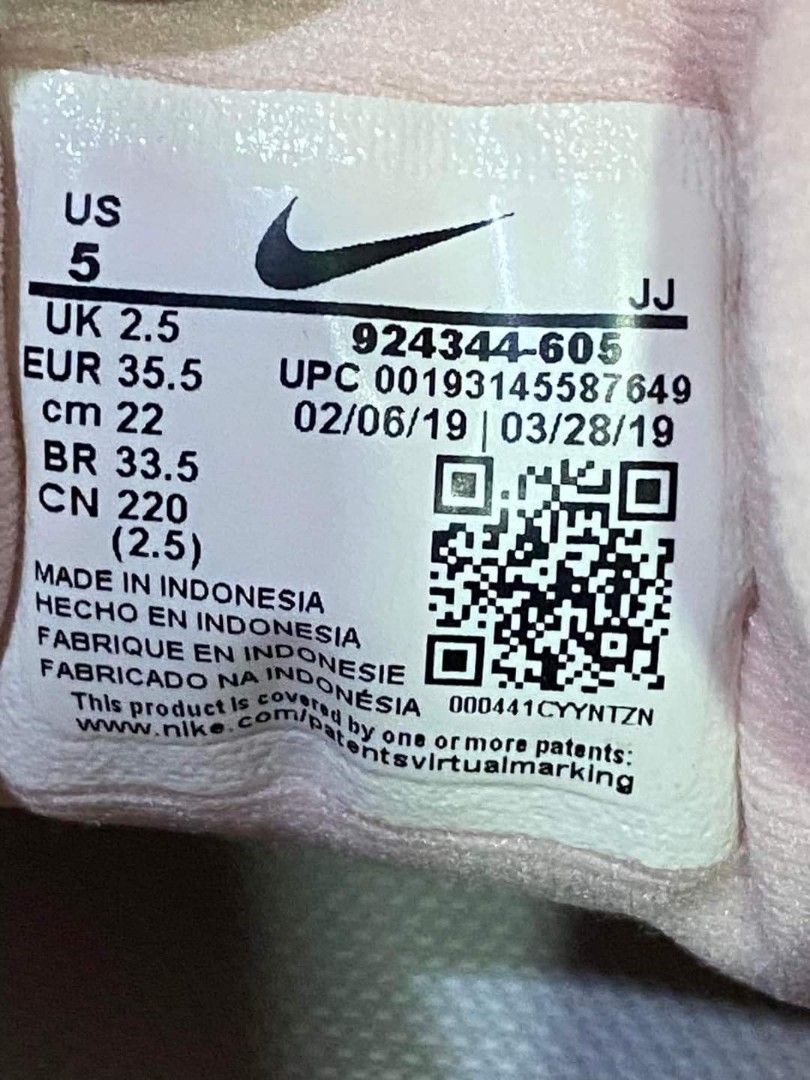 US
5
JJ
UK 2.5
924344-605
EUR 35.5
UPC 00193145587649
cm 22
02/06/19 | 03/28/19
BR 33.5
CN 220
(2.5)
MADE IN INDONESIA
HECHO EN INDONESIA
FABRIQUE EN INDONESIE
FABRICADO NA INDONÉSIA
000441CYYNTZN
This product is covered by one or more patents:
www.nike.com/patentsvirtualmarking